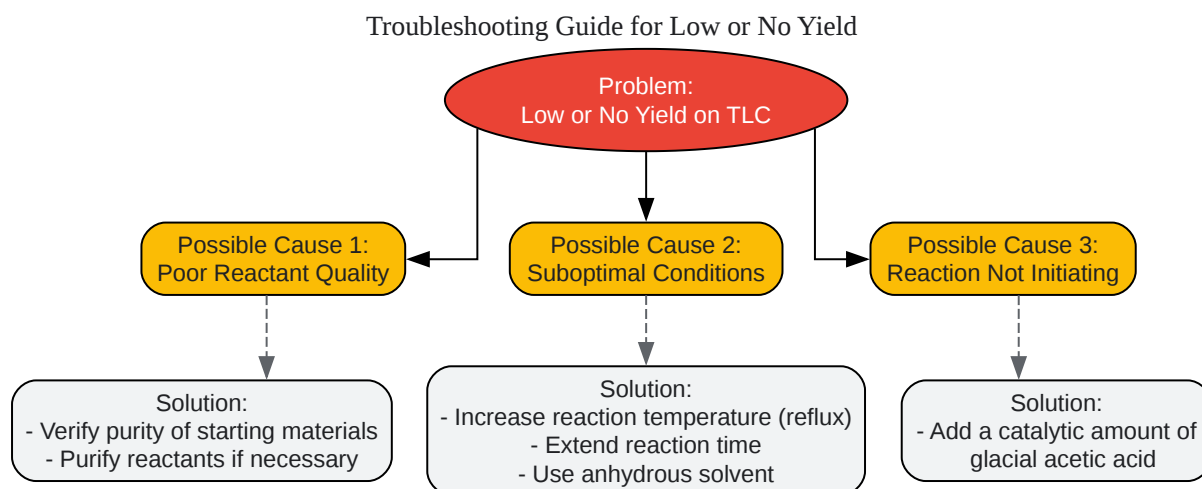 Troubleshooting Guide for Low or No Yield
Problem:
Low or No Yield on TLC
Possible Cause 1:
Poor Reactant Quality
Possible Cause 2:
Suboptimal Conditions
Possible Cause 3:
Reaction Not Initiating
Solution:
- Verify purity of starting materials
- Purify reactants if necessary
Solution:
- Increase reaction temperature (reflux)
- Extend reaction time
- Use anhydrous solvent
Solution:
- Add a catalytic amount of
glacial acetic acid